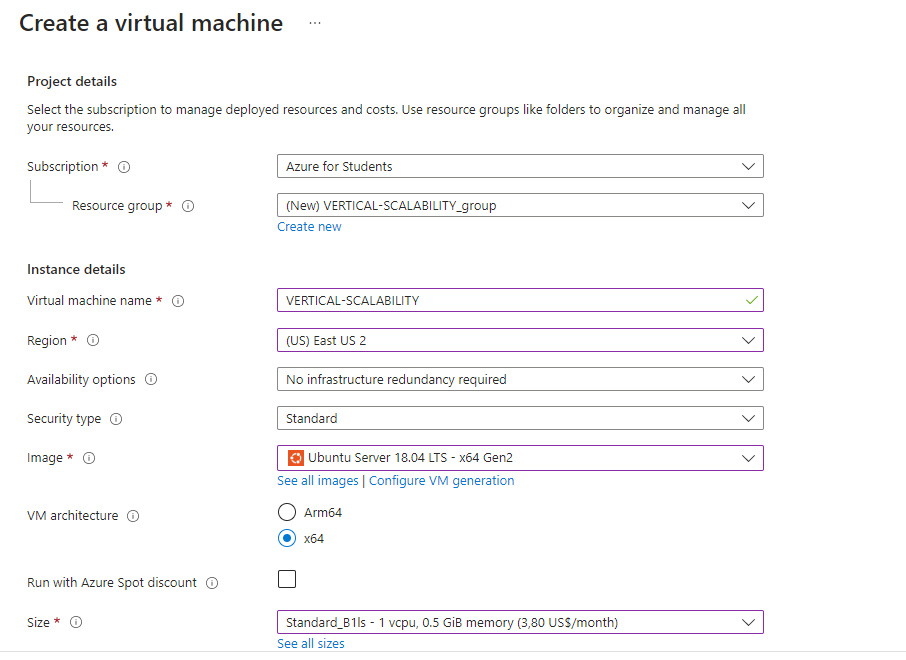 Create a virtual machine ...
Project details
Select the subscription to manage deployed resources and costs. Use resource groups like folders to organize and manage all
your resources.
Subscription * Azure for Students
Resource group * (New) VERTICAL-SCALABILITY_group
Create new
Instance details
Virtual machine name * VERTICAL-SCALABILITY
Region * (US) East US 2
Availability options No infrastructure redundancy required
Security type Standard
Image * Ubuntu Server 18.04 LTS - x64 Gen2
See all images | Configure VM generation
VM architecture Arm64
x64
Run with Azure Spot discount
Size * Standard_B1ls - 1 vcpu, 0.5 GiB memory (3,80 US$/month)
See all sizes